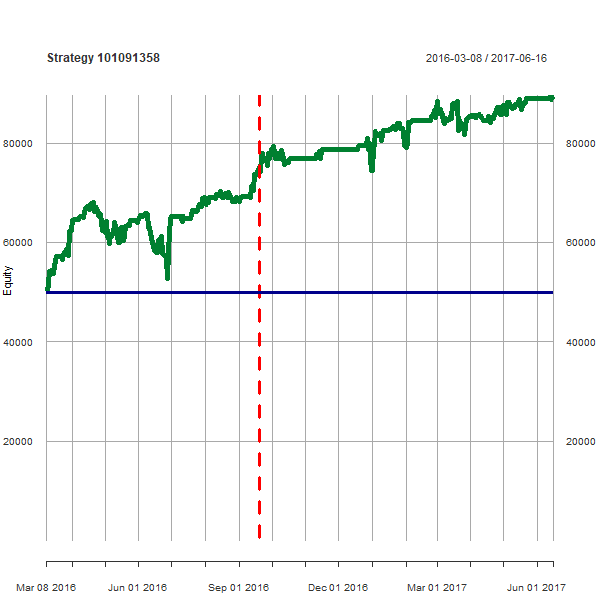 Strategy 101091358
2016-03-08 / 2017-06-16
80000
80000
60000
60000
Equity
40000
40000
20000
20000
Mar 08 2016
Jun 01 2016
Sep 01 2016
Dec 01 2016
Mar 01 2017
Jun 01 2017